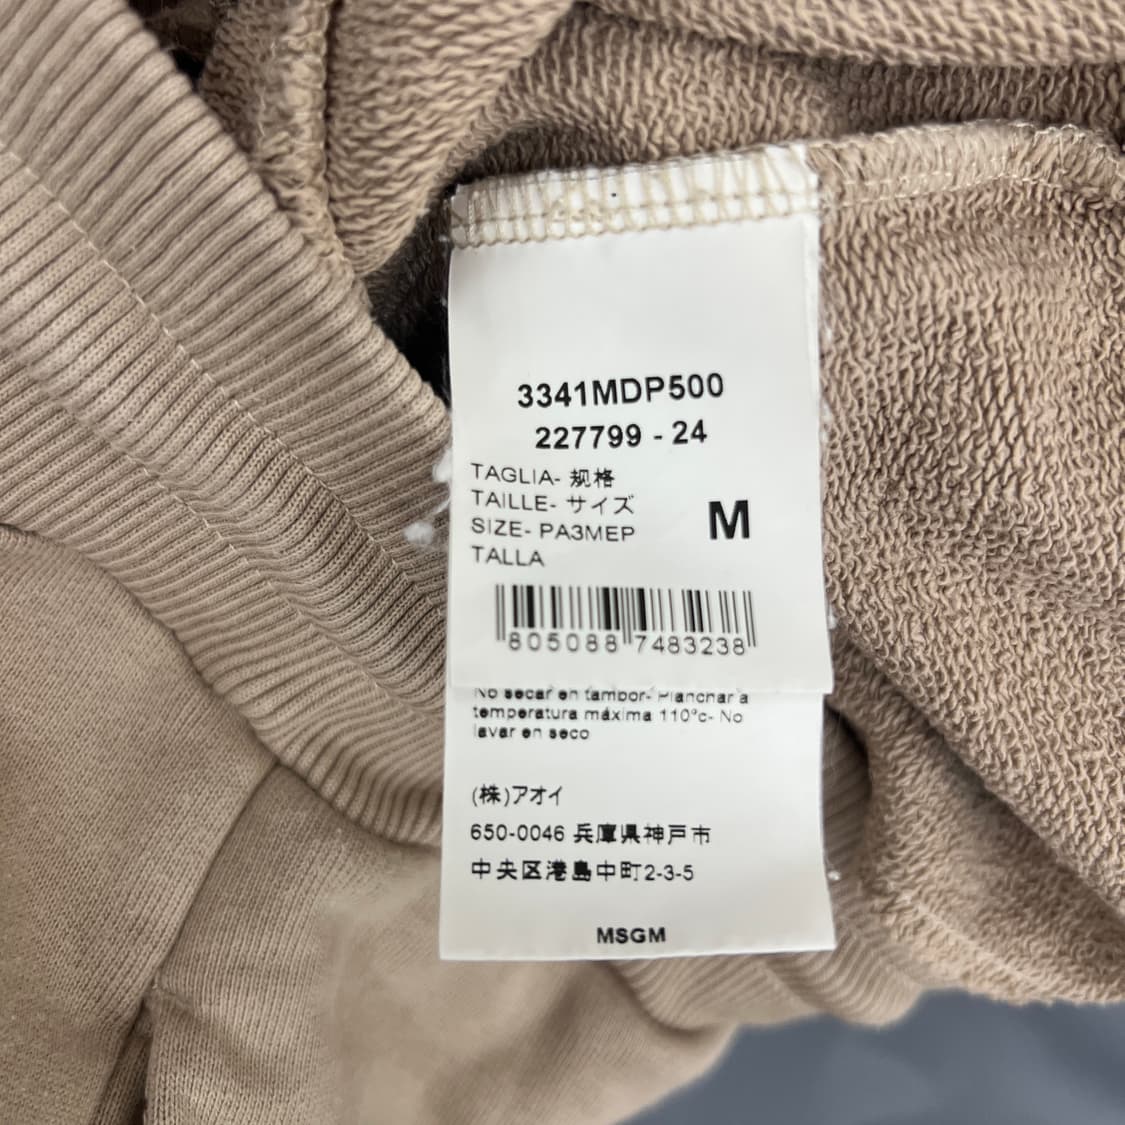 3341MDP500
227799 - 24
TAGLIA- 规格
TAILLE- サイズ
SIZE- РАЗМЕР
TALLA
M
805088 7483238
No secar en tambor- Planchar a
temperatura máxima 110°c- No
lavar en seco
(株)アオイ
650-0046 兵庫県神戸市
中央区港島中町2-3-5
MSGM